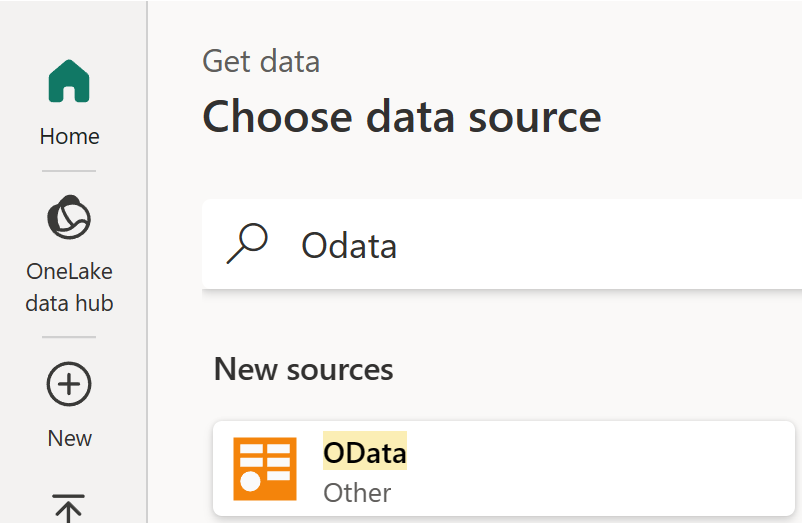 Home
OneLake
data hub
New
Get data
Choose data source
Odata
New sources
OData
Other